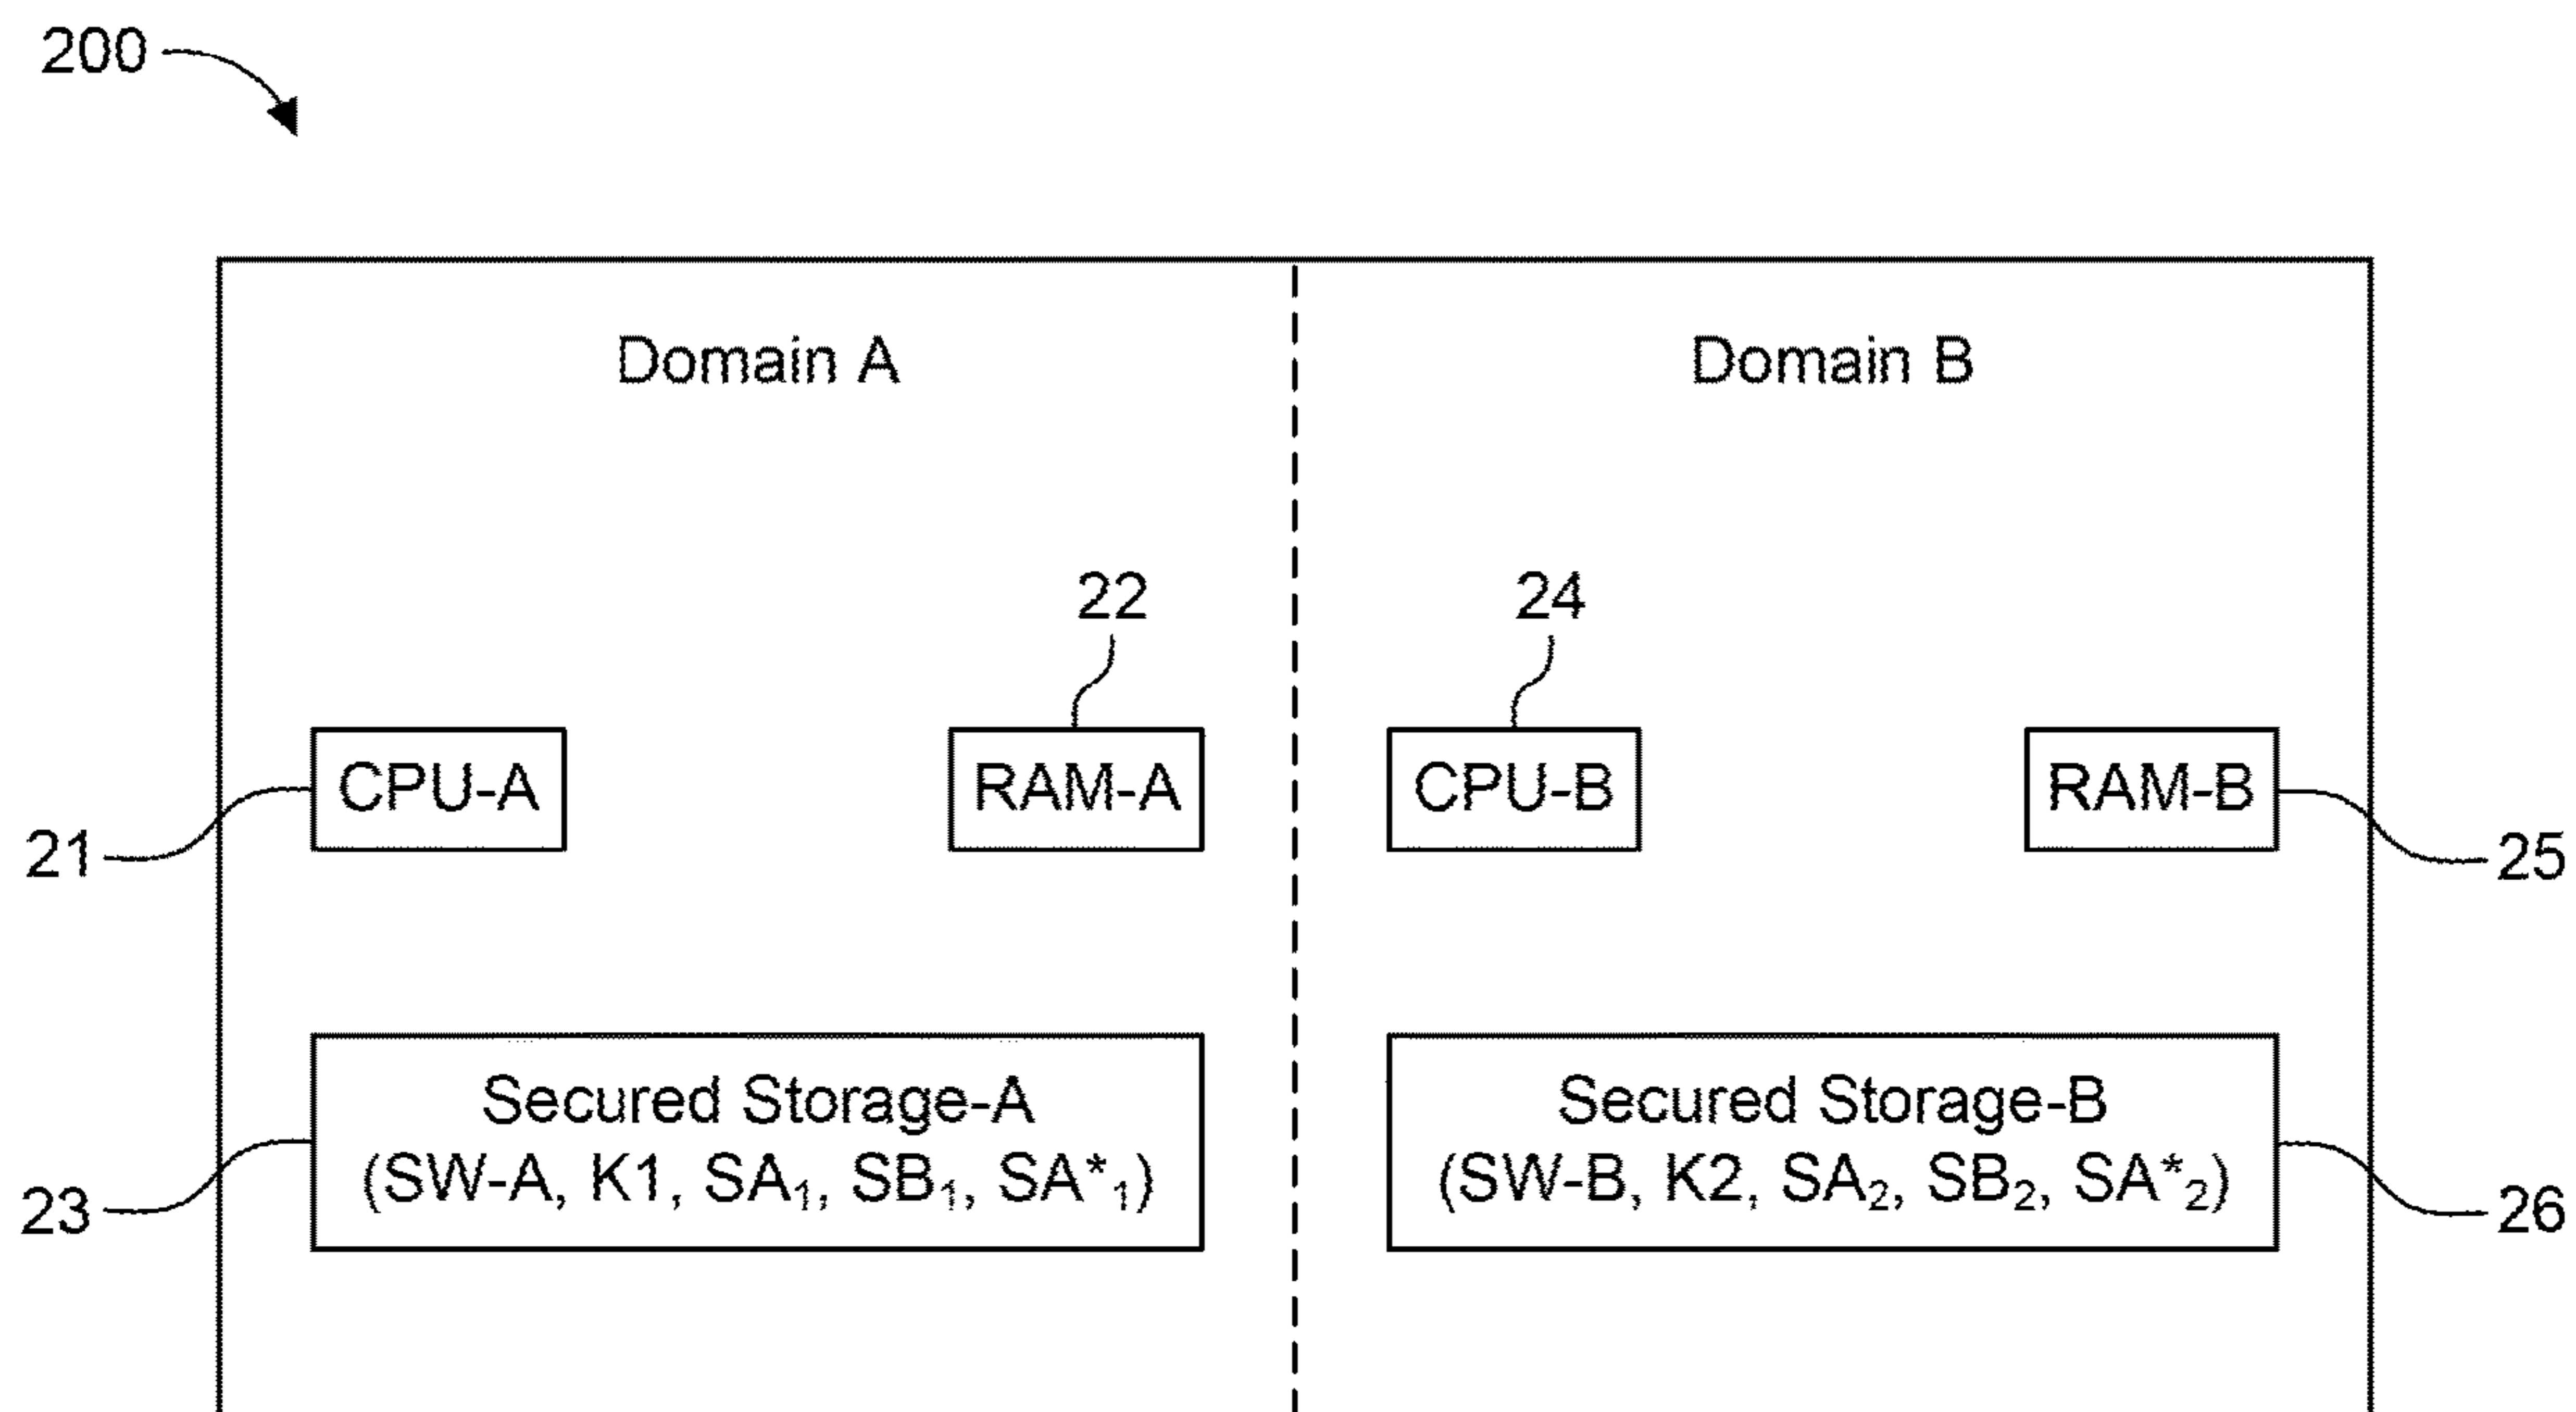 200
Domain A
Domain B
22
24
CPU-A
RAM-A
CPU-B
RAM-B
21
25
Secured Storage-A
(SW-A, K1, SA₁, SB₁, SA*₁)
Secured Storage-B
(SW-B, K2, SA₂, SB₂, SA*₂)
23
26